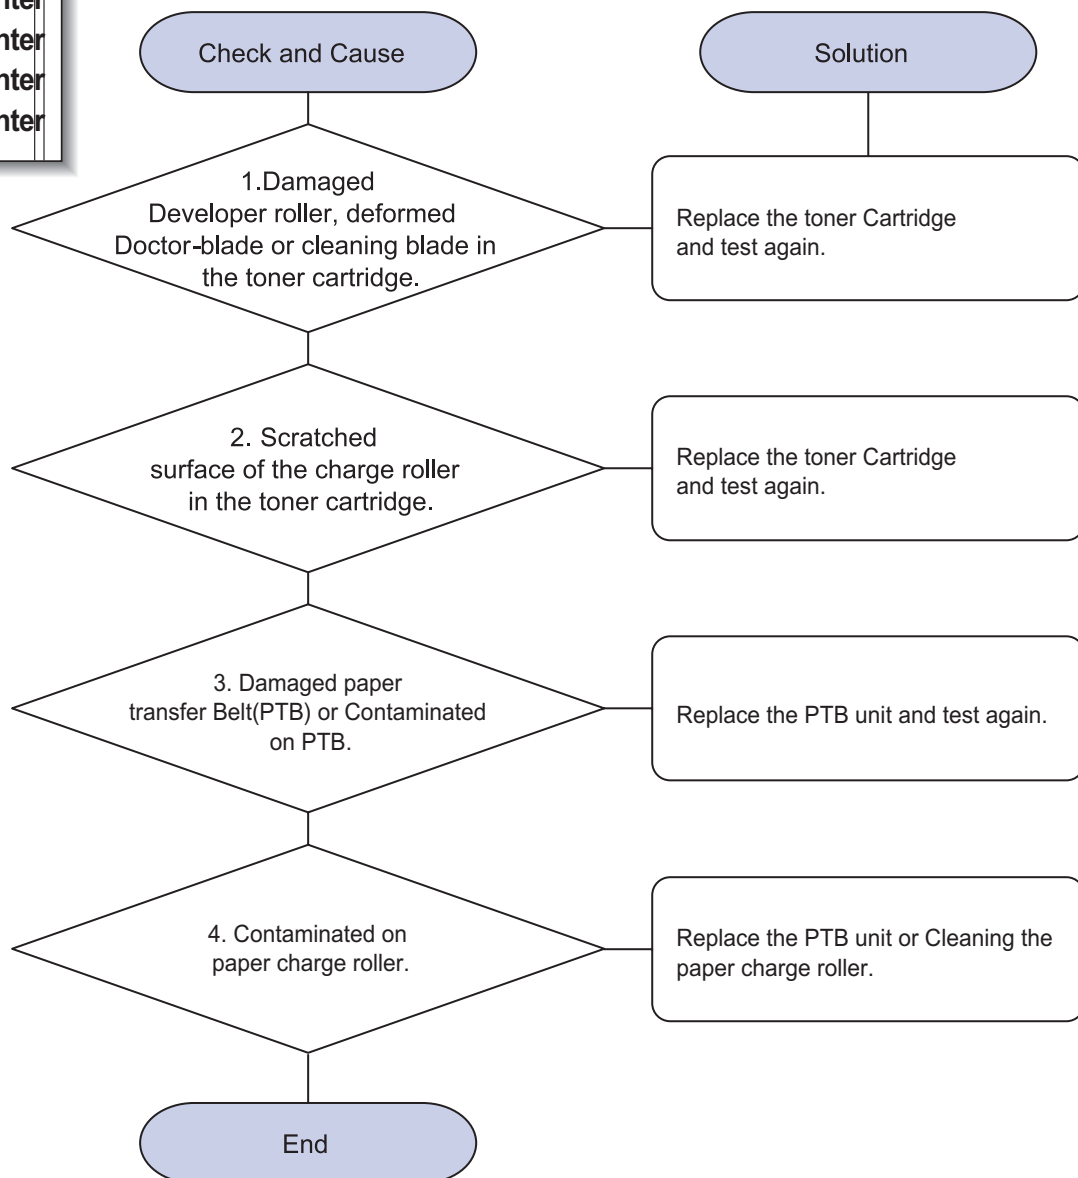 nter
nter
nter
nter
Check and Cause
Solution
1.Damaged
Developer roller, deformed
Doctor-blade or cleaning blade in
the toner cartridge.
Replace the toner Cartridge
and test again.
2. Scratched
surface of the charge roller
in the toner cartridge.
Replace the toner Cartridge
and test again.
3. Damaged paper
transfer Belt(PTB) or Contaminated
on PTB.
Replace the PTB unit and test again.
4. Contaminated on
paper charge roller.
Replace the PTB unit or Cleaning the
paper charge roller.
End